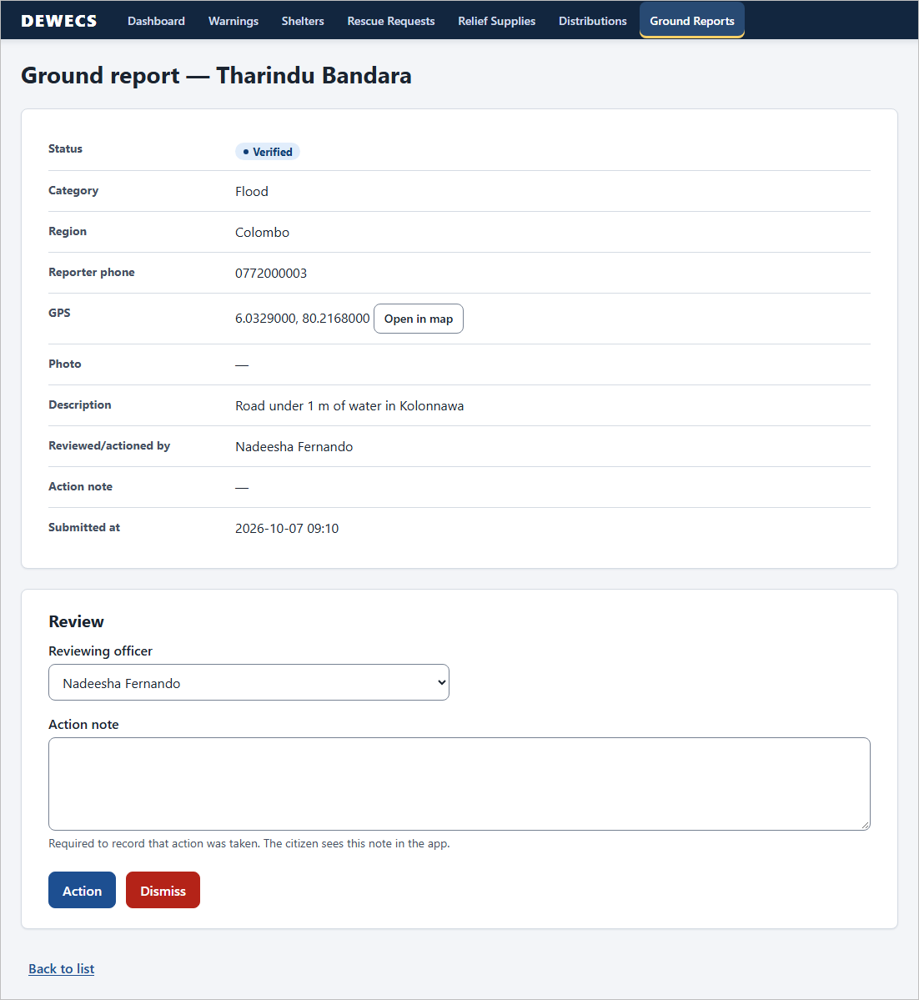 DEWECS Dashboard Warnings Shelters Rescue Requests Relief Supplies Distributions Ground Reports
Ground report — Tharindu Bandara
Status Verified
Category Flood
Region Colombo
Reporter phone 0772000003
GPS 6.0329000, 80.2168000 Open in map
Photo —
Description Road under 1 m of water in Kolonnawa
Reviewed/actioned by Nadeesha Fernando
Action note —
Submitted at 2026-10-07 09:10
Review
Reviewing officer
Nadeesha Fernando
Action note
Required to record that action was taken. The citizen sees this note in the app.
Action Dismiss
Back to list